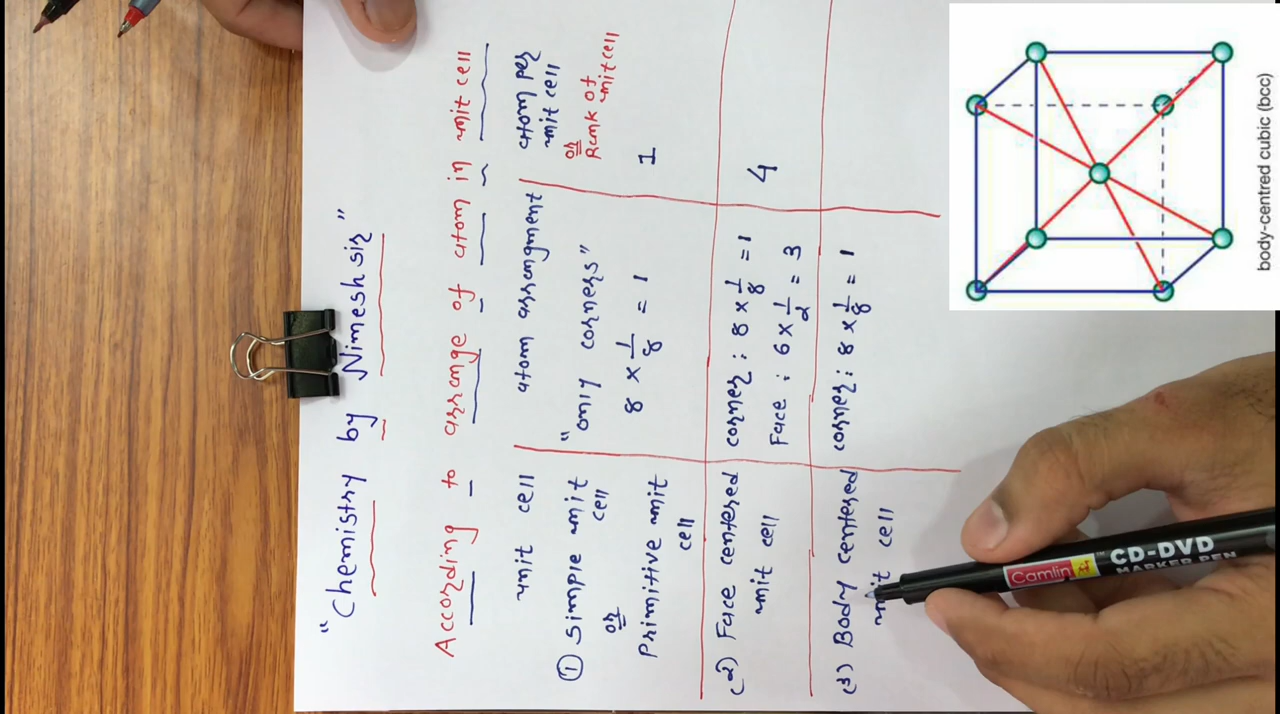 "Chemistry by Nimesh sir"
According to arrange of atom in unit cell
unit cell
atom arrangment
atom per
unit cell
or
Rank of
unit cell
① Simple unit
cell
or
Primitive unit
cell
"only corners"
8 × 1/8 = 1
1
(2) Face centered
unit cell
corner : 8 × 1/8 = 1
Face : 6 × 1/2 = 3
4
(3) Body centered
unit cell
corner : 8 × 1/8 = 1
body-centred cubic (bcc)
Camlin
CD-DVD
MARKER PEN